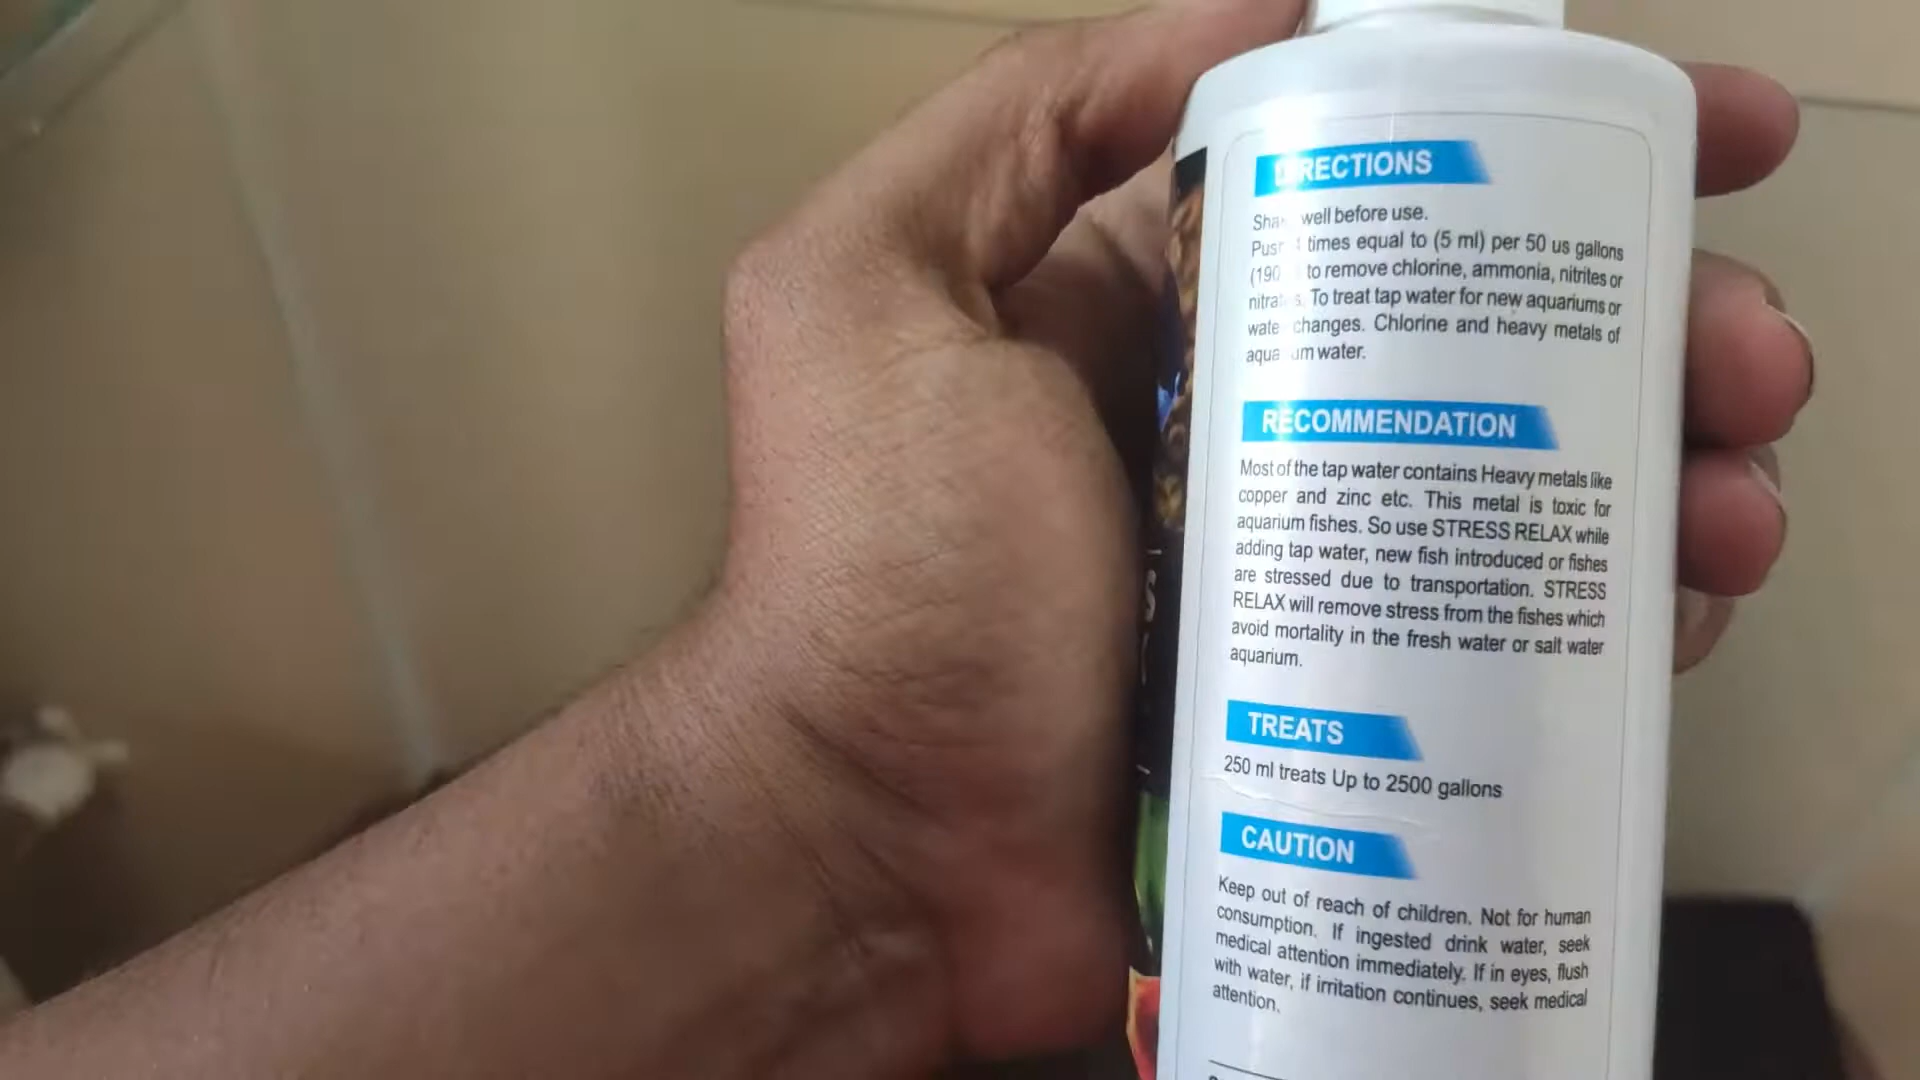 DIRECTIONS
Shake well before use.
times equal to (5 ml) per 50 us gallons
(190 to remove chlorine, ammonia, nitrites or
nitrates. To treat tap water for new aquariums or
water changes. Chlorine and heavy metals of
aquarium water.
RECOMMENDATION
Most of the tap water contains Heavy metals like
copper and zinc etc. This metal is toxic for
aquarium fishes. So use STRESS RELAX while
adding tap water, new fish introduced or fishes
are stressed due to transportation. STRESS
RELAX will remove stress from the fishes which
avoid mortality in the fresh water or salt water
aquarium.
TREATS
250 ml treats Up to 2500 gallons
CAUTION
Keep out of reach of children. Not for human
consumption. If ingested drink water, seek
medical attention immediately. If in eyes, flush
with water, if irritation continues, seek medical
attention.